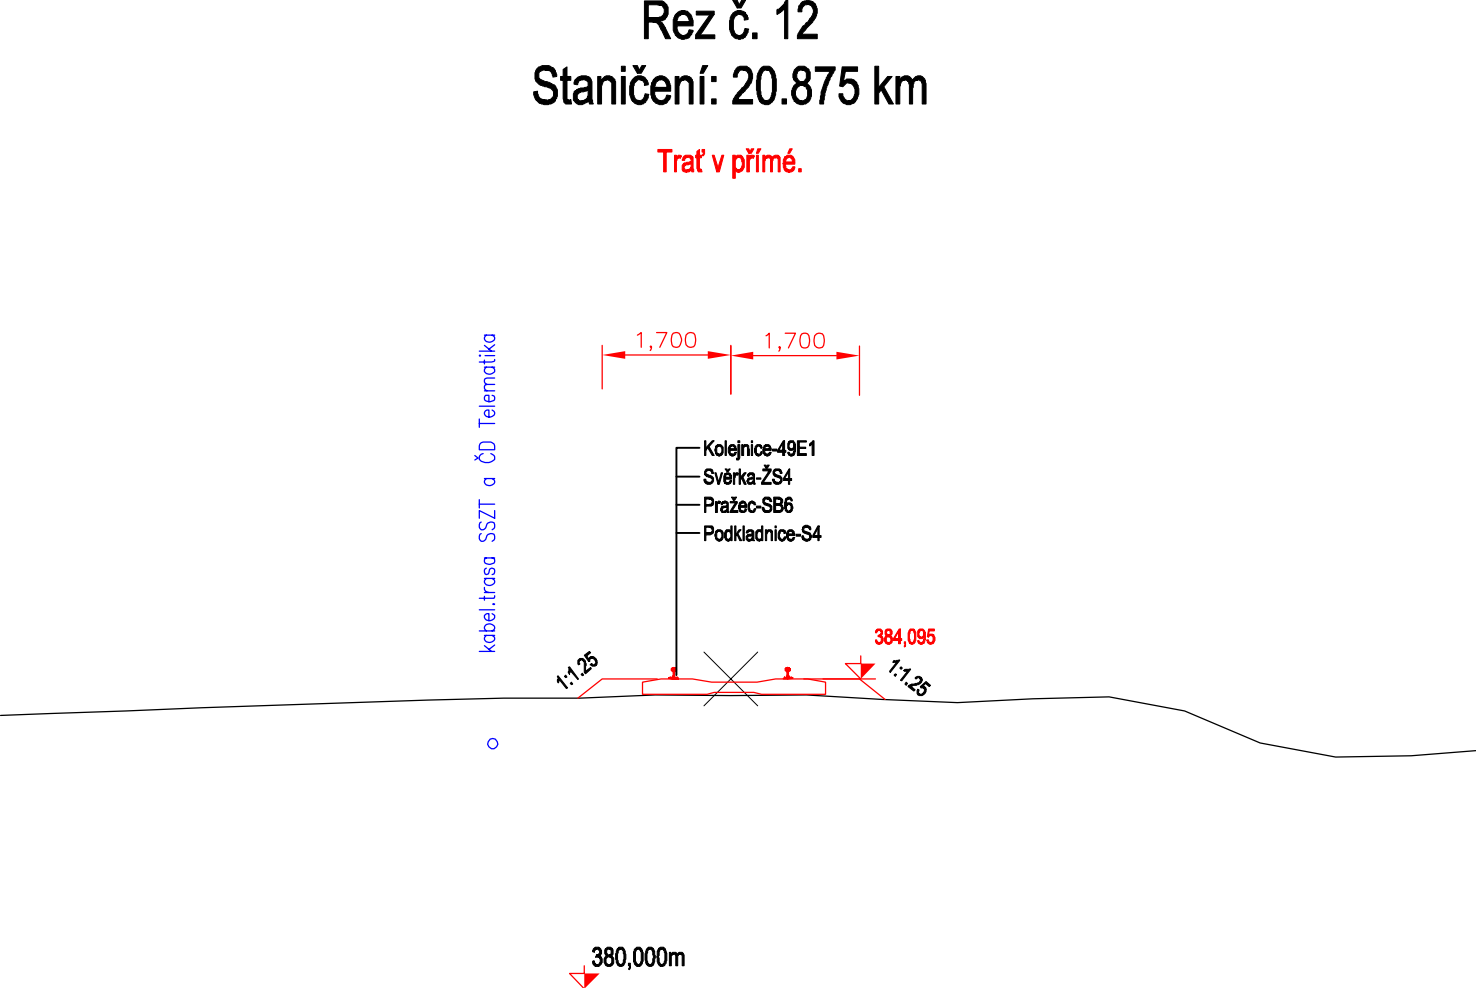 Rez č. 12
Staničení: 20.875 km
Trať v přímé.
1,700
1,700
kabel.trasa SSZT a ČD Telematika
Kolejnice-49E1
Svěrka-ŽS4
Pražec-SB6
Podkladnice-S4
384,095
1:1.25
1:1.25
380,000m